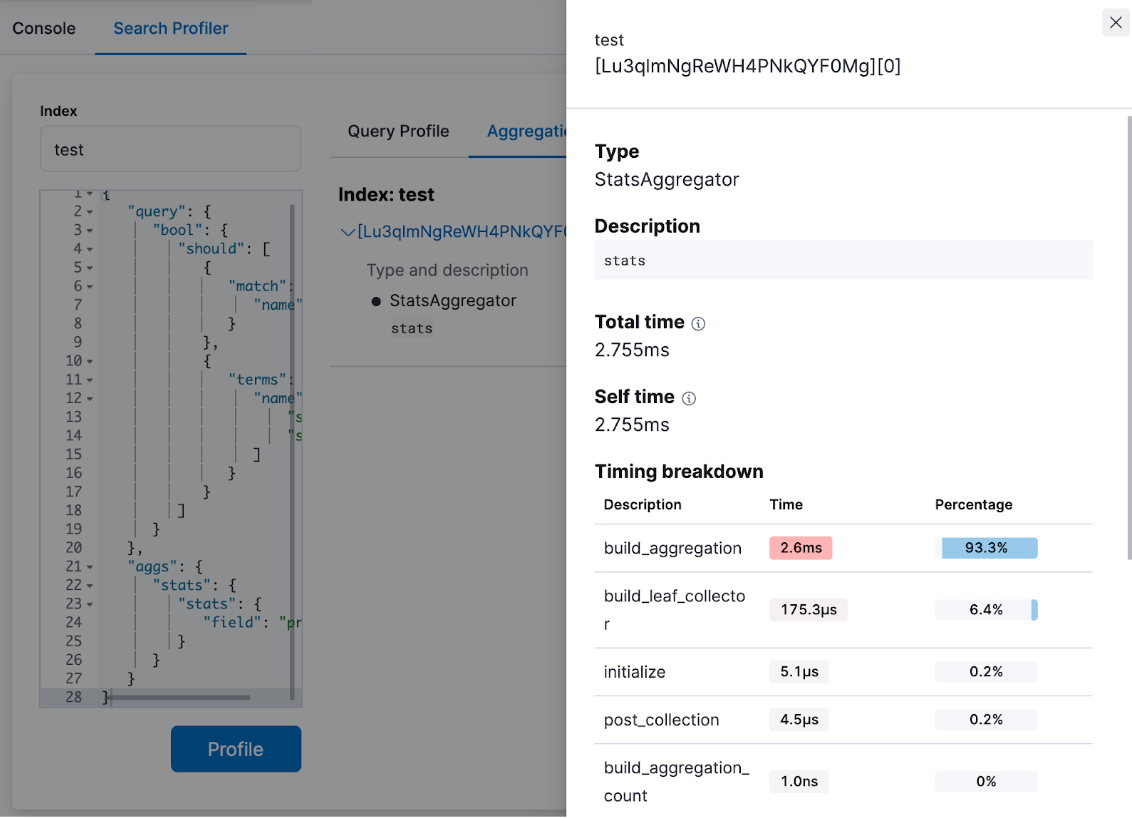 Console
Search Profiler
Index
test
1 {
2 "query": {
3 "bool": {
4 "should": [
5 {
6 "match":
7 "name"
8 }
9 },
10 {
11 "terms":
12 "name"
13 "s
14 "s
15 ]
16 }
17 }
18 ]
19 }
20 },
21 "aggs": {
22 "stats": {
23 "stats": {
24 "field": "pr
25 }
26 }
27 }
28 }
Profile
Query Profile
Aggregati
Index: test
[Lu3qlmNgReWH4PNkQYF0
Type and description
StatsAggregator
stats
test
[Lu3qlmNgReWH4PNkQYF0Mg][0]
Type
StatsAggregator
Description
stats
Total time
2.755ms
Self time
2.755ms
Timing breakdown
Description Time Percentage
build_aggregation 2.6ms 93.3%
build_leaf_collecto
r
175.3μs 6.4%
initialize 5.1μs 0.2%
post_collection 4.5μs 0.2%
build_aggregation_
count
1.0ns 0%